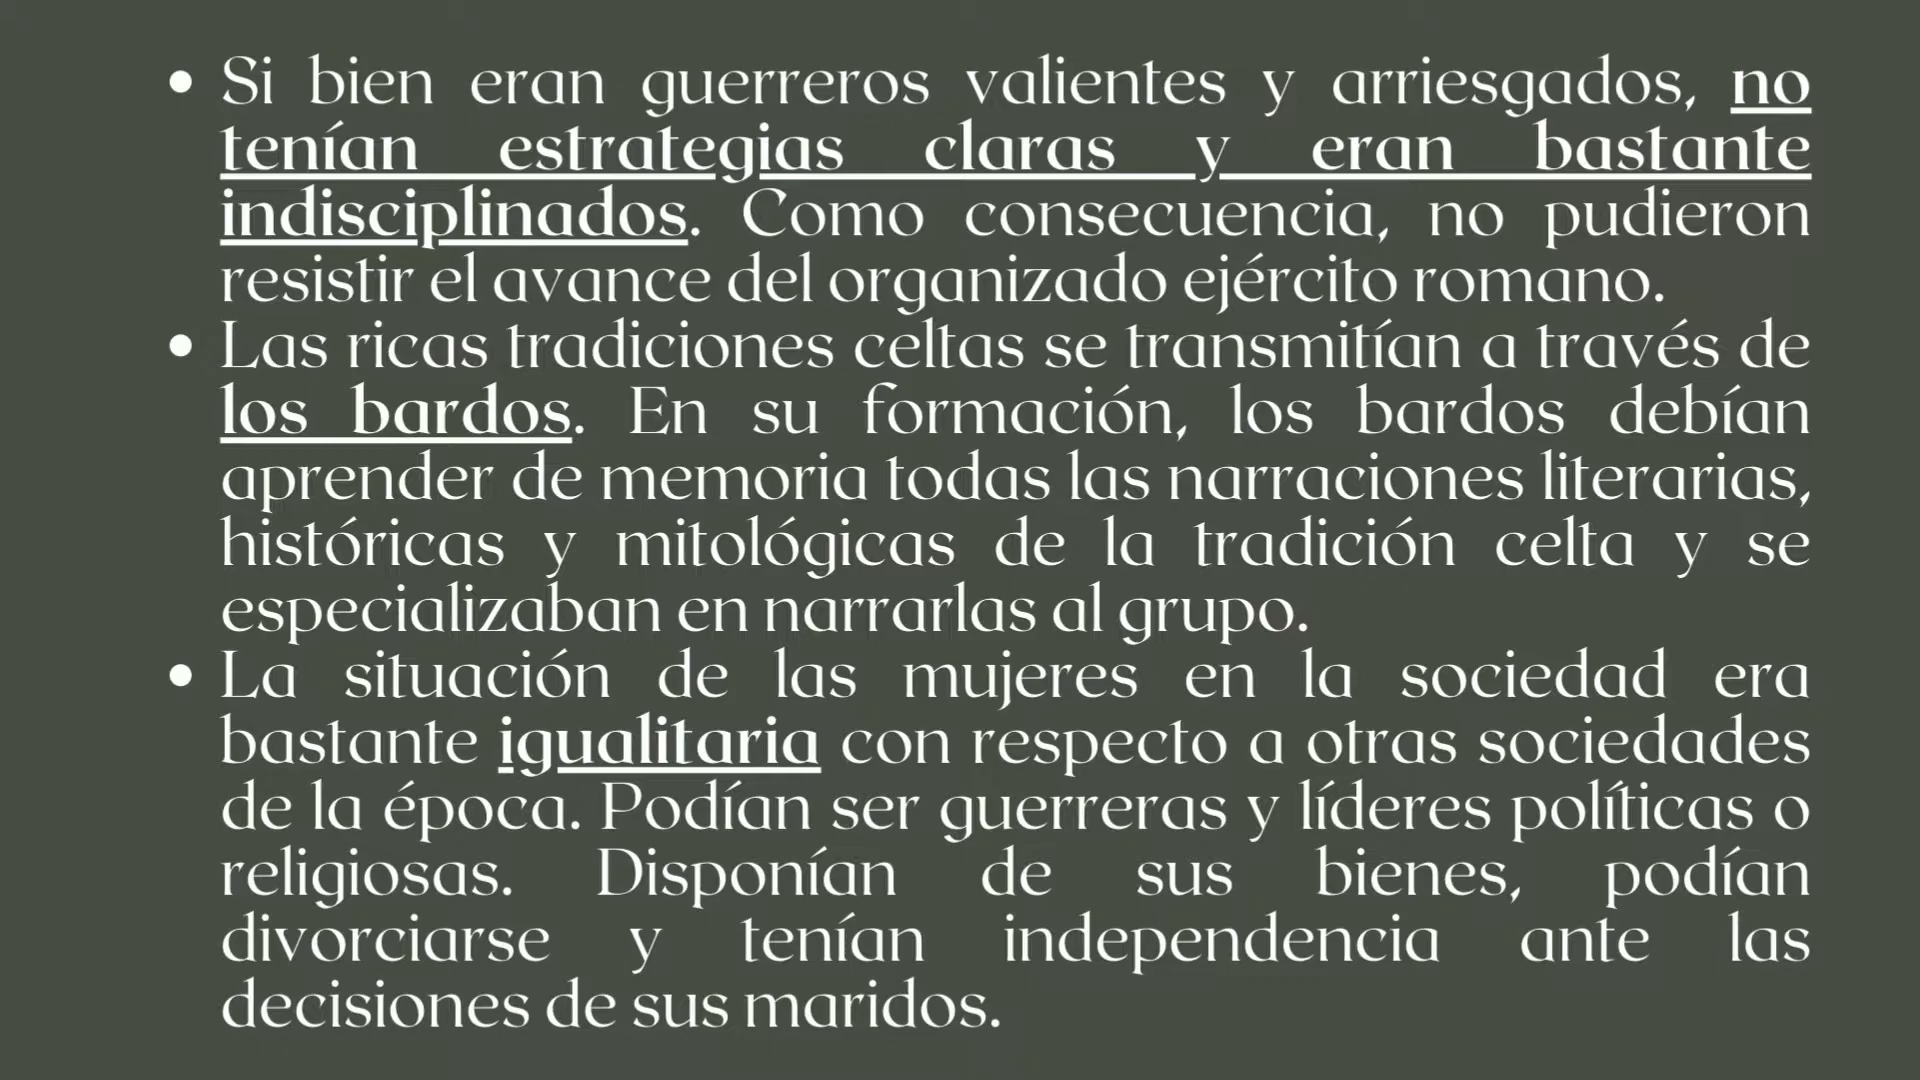 • Si bien eran guerreros valientes y arriesgados, no
tenían estrategias claras y eran bastante
indisciplinados. Como consecuencia, no pudieron
resistir el avance del organizado ejército romano.
• Las ricas tradiciones celtas se transmitían a través de
los bardos. En su formación, los bardos debían
aprender de memoria todas las narraciones literarias,
históricas y mitológicas de la tradición celta y se
especializaban en narrarlas al grupo.
• La situación de las mujeres en la sociedad era
bastante igualitaria con respecto a otras sociedades
de la época. Podían ser guerreras y líderes políticas o
religiosas. Disponían de sus bienes, podían
divorciarse y tenían independencia ante las
decisiones de sus maridos.